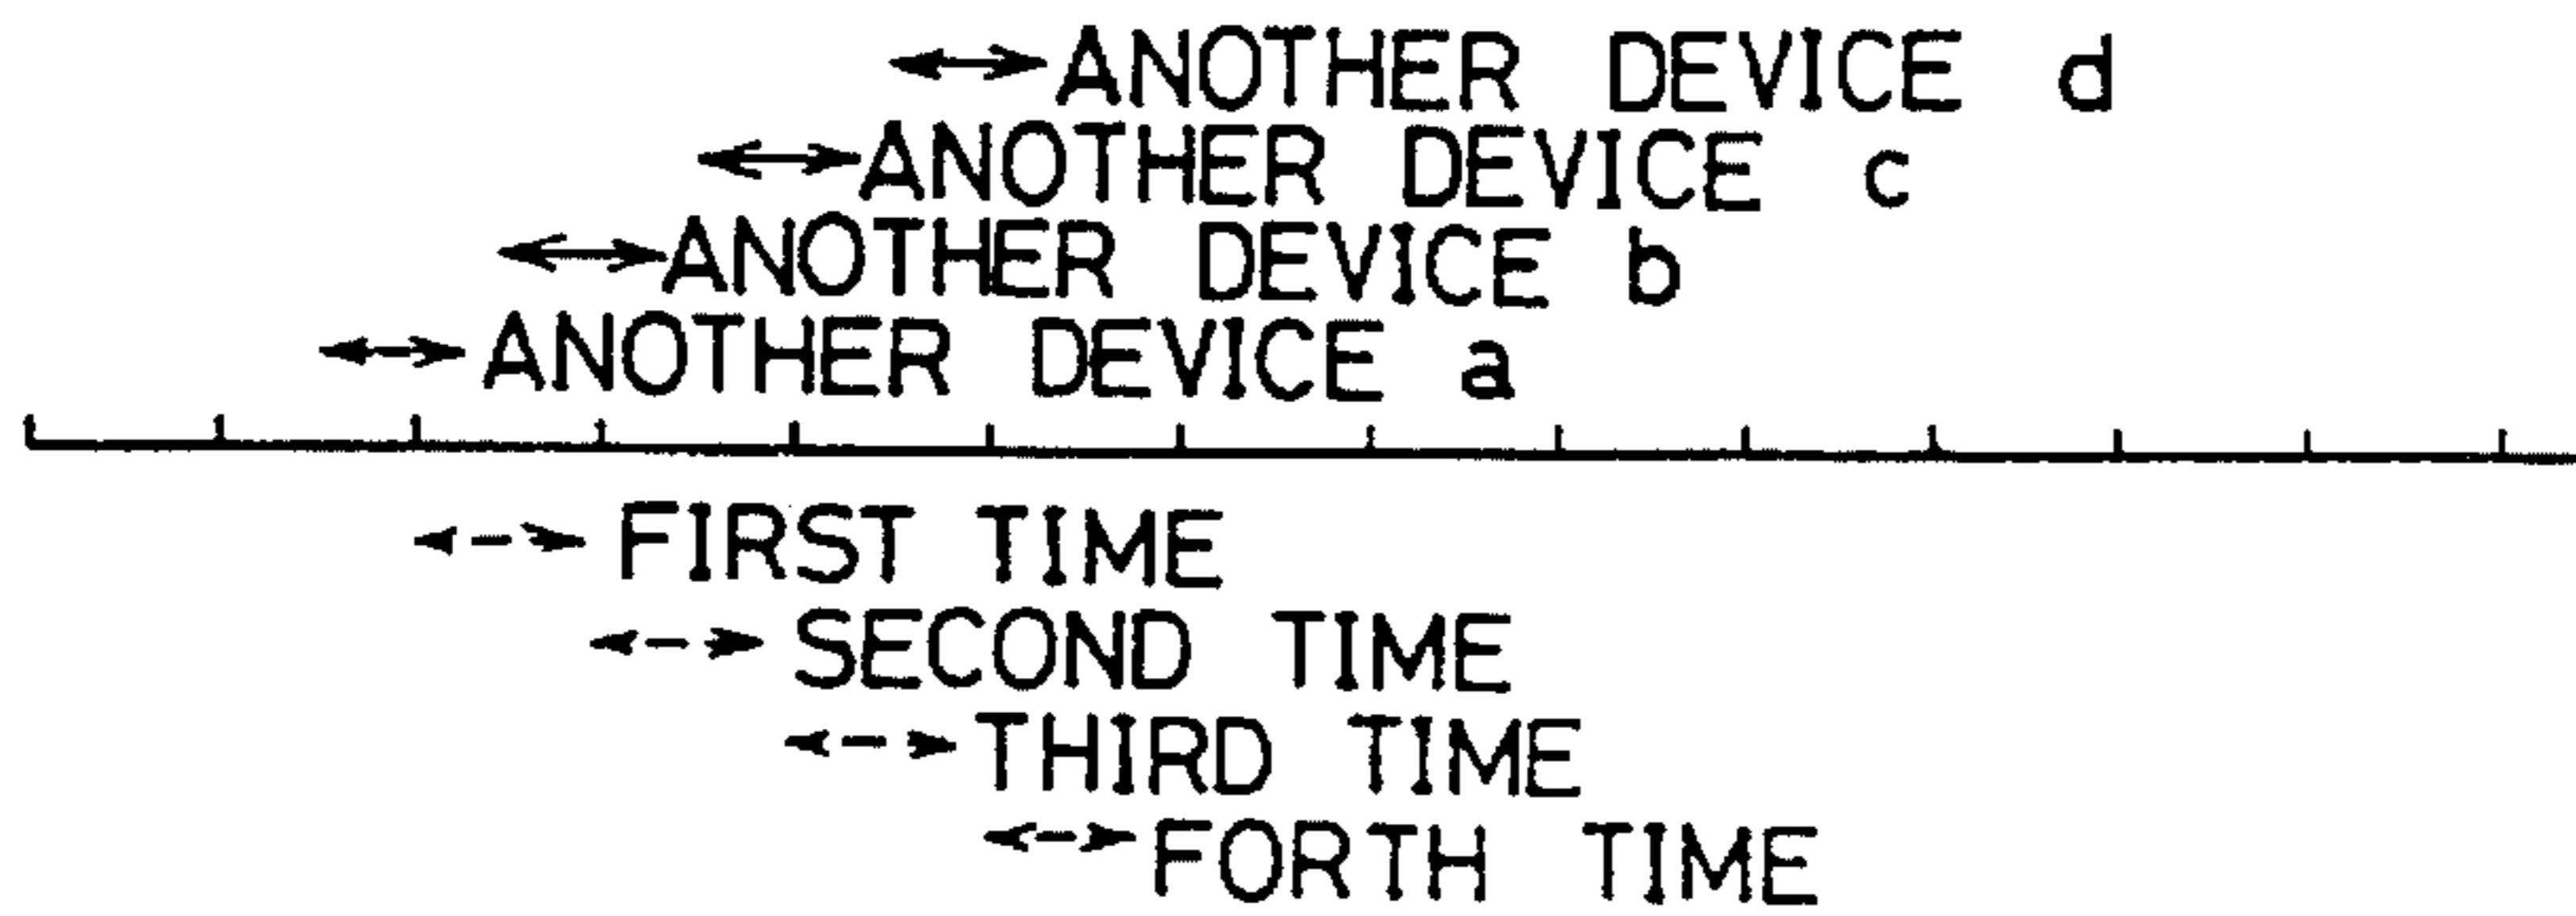 ANOTHER DEVICE d
ANOTHER DEVICE c
ANOTHER DEVICE b
ANOTHER DEVICE a
FIRST TIME
SECOND TIME
THIRD TIME
FORTH TIME